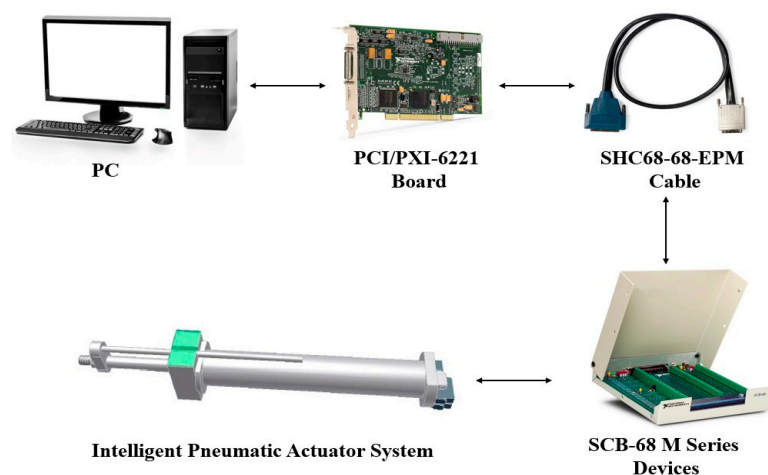 PC
PCI/PXI-6221
Board
SHC68-68-EPM
Cable
Intelligent Pneumatic Actuator System
SCB-68 M Series
Devices